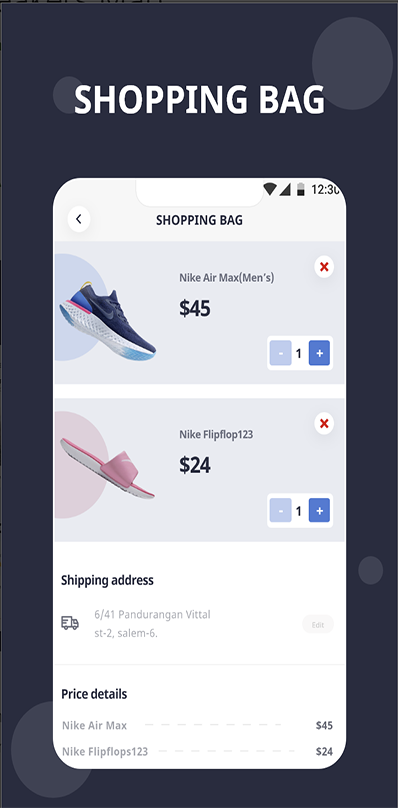 SHOPPING BAG
12:30
SHOPPING BAG
Nike Air Max(Men's)
$45
- 1 +
Nike Flipflop123
$24
- 1 +
Shipping address
6/41 Pandurangan Vittal
st-2, salem-6.
Edit
Price details
Nike Air Max $45
Nike Flipflops123 $24